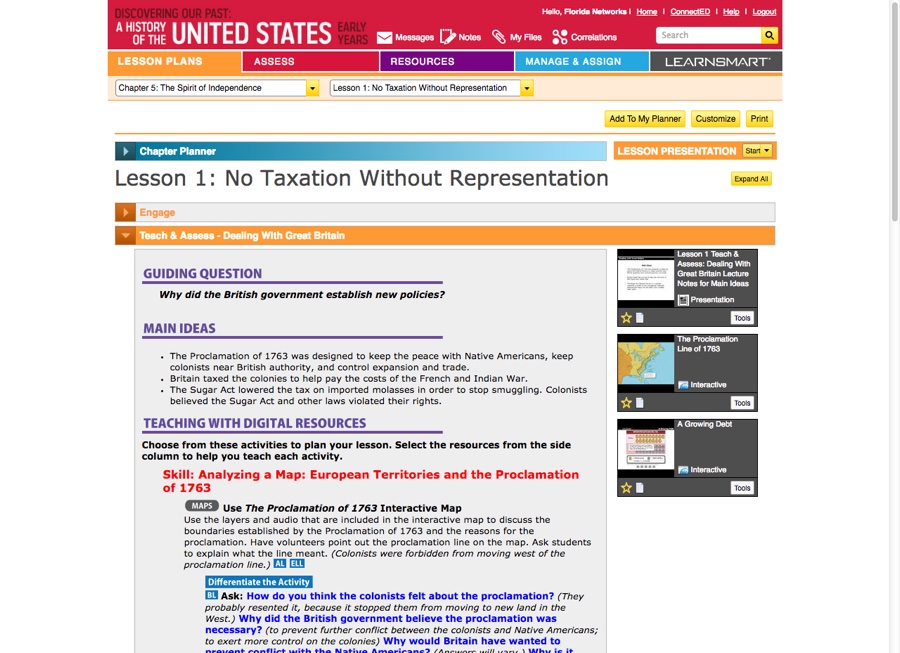 DISCOVERING OUR PAST:
A HISTORY OF THE UNITED STATES EARLY YEARS
Hello, Florida Networks | Home | ConnectED | Help | Logout
Messages Notes My Files Correlations Search
LESSON PLANS ASSESS RESOURCES MANAGE & ASSIGN LEARNSMART
Chapter 5: The Spirit of Independence Lesson 1: No Taxation Without Representation
Add To My Planner Customize Print
Chapter Planner LESSON PRESENTATION Start
Lesson 1: No Taxation Without Representation Expand All
Engage
Teach & Assess - Dealing With Great Britain
GUIDING QUESTION
Why did the British government establish new policies?
MAIN IDEAS
• The Proclamation of 1763 was designed to keep the peace with Native Americans, keep
colonists near British authority, and control expansion and trade.
• Britain taxed the colonies to help pay the costs of the French and Indian War.
• The Sugar Act lowered the tax on imported molasses in order to stop smuggling. Colonists
believed the Sugar Act and other laws violated their rights.
TEACHING WITH DIGITAL RESOURCES
Choose from these activities to plan your lesson. Select the resources from the side
column to help you teach each activity.
Skill: Analyzing a Map: European Territories and the Proclamation
of 1763
MAPS Use The Proclamation of 1763 Interactive Map
Use the layers and audio that are included in the interactive map to discuss the
boundaries established by the Proclamation of 1763 and the reasons for the
proclamation. Have volunteers point out the proclamation line on the map. Ask students
to explain what the line meant. (Colonists were forbidden from moving west of the
proclamation line.) AL ELL
Differentiate the Activity
BL Ask: How do you think the colonists felt about the proclamation? (They
probably resented it, because it stopped them from moving to new land in the
West.) Why did the British government believe the proclamation was
necessary? (to prevent further conflict between the colonists and Native Americans;
to exert more control on the colonies) Why would Britain have wanted to
prevent conflict with the Native Americans? (Answers will vary.) Why is it
Lesson 1 Teach &
Assess: Dealing With
Great Britain Lecture
Notes for Main Ideas
Presentation
Tools
The Proclamation
Line of 1763
Interactive
Tools
A Growing Debt
Interactive
Tools